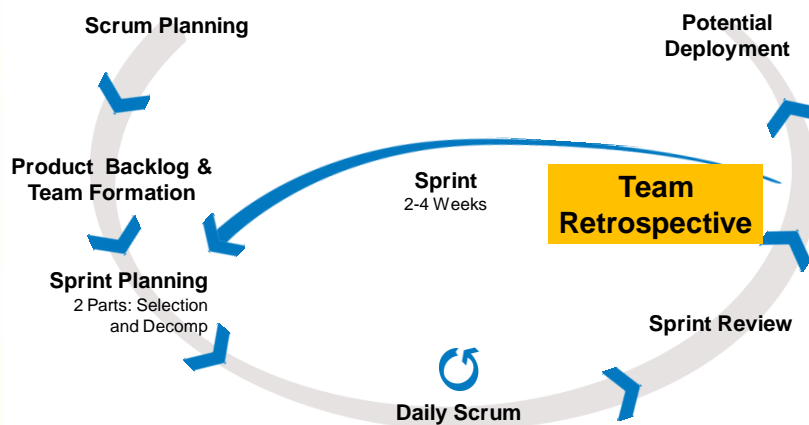 Scrum Planning
Potential
Deployment
Product Backlog &
Team Formation
Sprint
2-4 Weeks
Team
Retrospective
Sprint Planning
2 Parts: Selection
and Decomp
Sprint Review
Daily Scrum